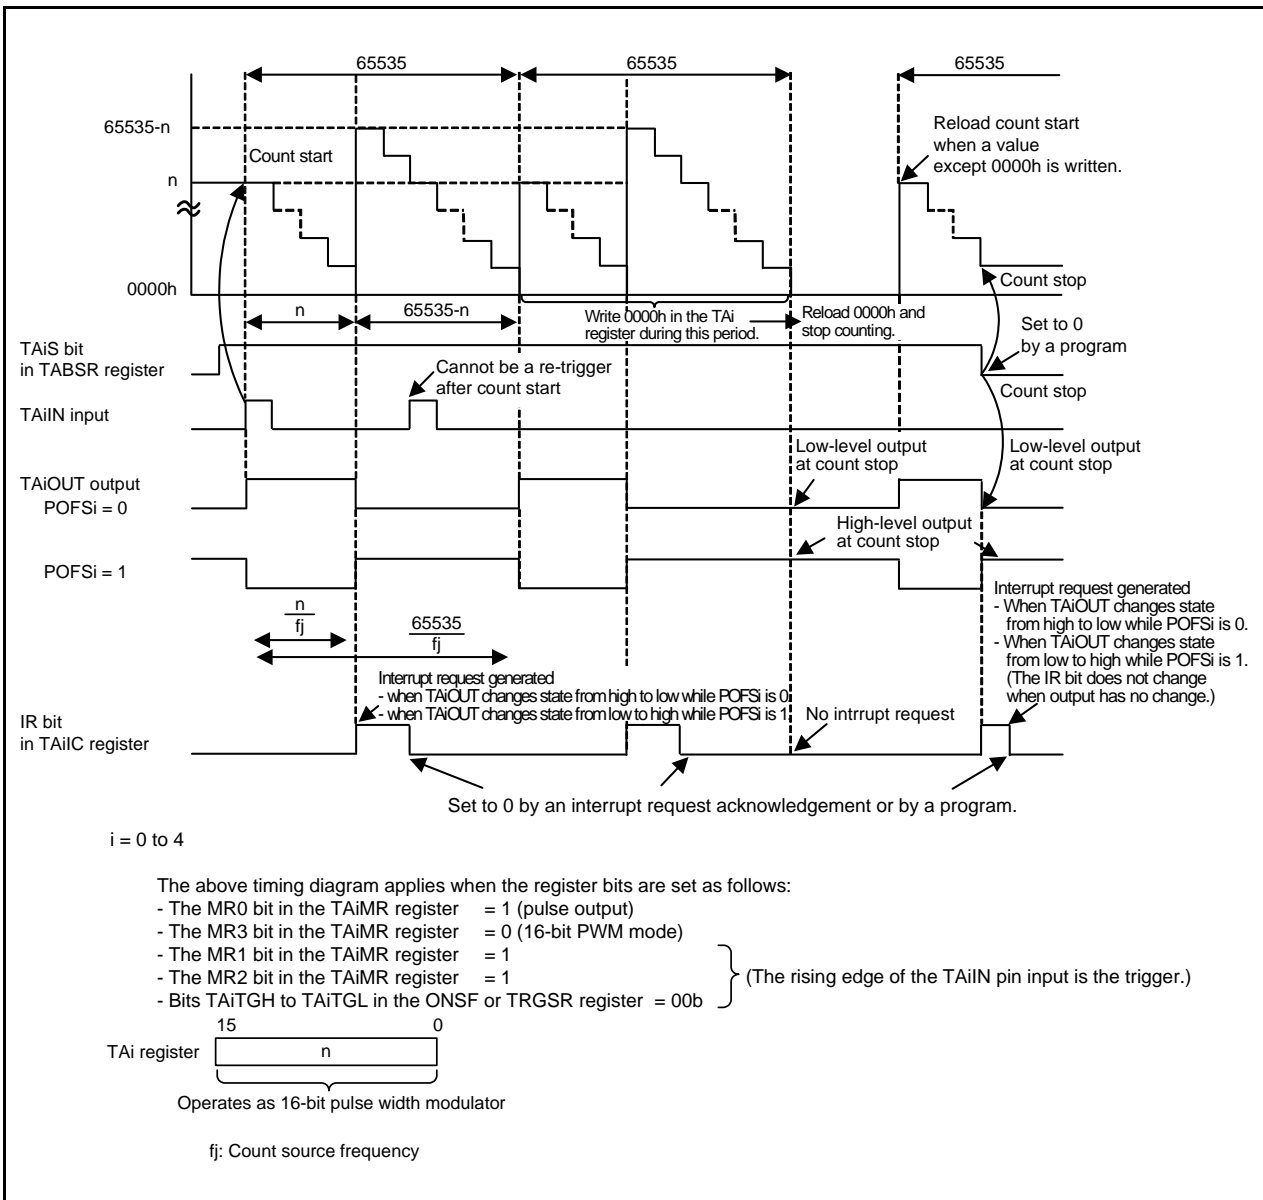 65535
65535
65535
65535-n
Count start
Reload count start
when a value
except 0000h is written.
n
0000h
Count stop
n
65535-n
Write 0000h in the TAi
register during this period.
Reload 0000h and
stop counting.
TAiS bit
in TABSR register
Set to 0
by a program
Cannot be a re-trigger
after count start
Count stop
TAiIN input
Low-level output
at count stop
Low-level output
at count stop
TAiOUT output
POFSi = 0
High-level output
at count stop
POFSi = 1
Interrupt request generated
- When TAiOUT changes state
from high to low while POFSi is 0.
- When TAiOUT changes state
from low to high while POFSi is 1.
(The IR bit does not change
when output has no change.)
n
fj
65535
fj
Interrupt request generated
- when TAiOUT changes state from high to low while POFSi is 0
- when TAiOUT changes state from low to high while POFSi is 1.
IR bit
in TAiIC register
No intrrupt request
Set to 0 by an interrupt request acknowledgement or by a program.
i = 0 to 4
The above timing diagram applies when the register bits are set as follows:
- The MR0 bit in the TAiMR register = 1 (pulse output)
- The MR3 bit in the TAiMR register = 0 (16-bit PWM mode)
- The MR1 bit in the TAiMR register = 1
- The MR2 bit in the TAiMR register = 1
(The rising edge of the TAiIN pin input is the trigger.)
- Bits TAiTGH to TAiTGL in the ONSF or TRGSR register = 00b
15 0
TAi register n
Operates as 16-bit pulse width modulator
fj: Count source frequency